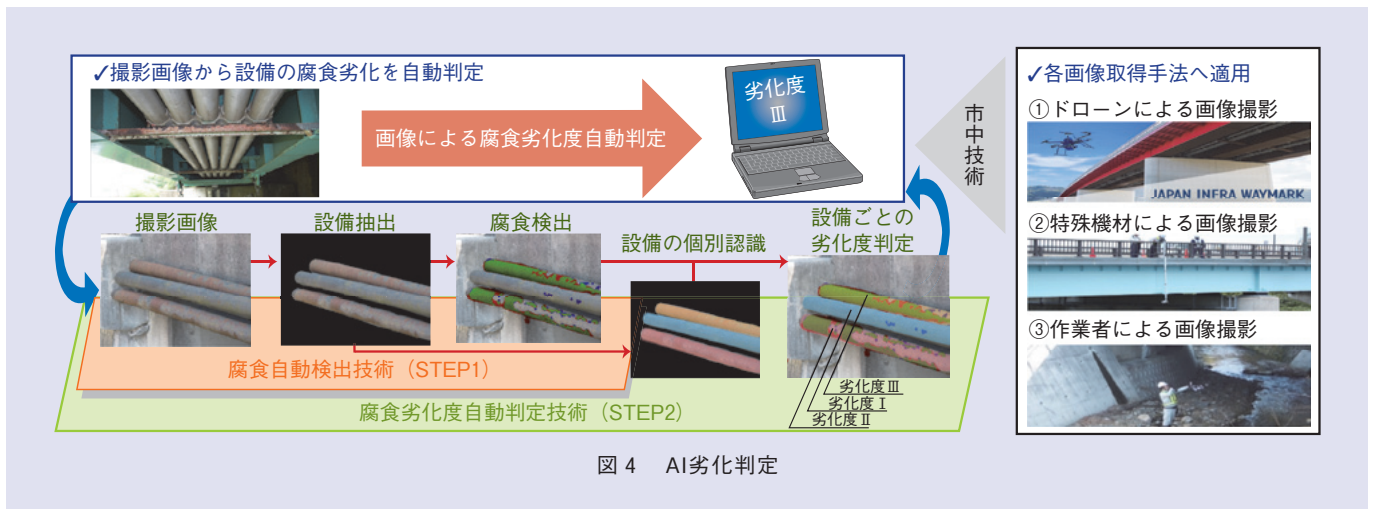 ✓撮影画像から設備の腐食劣化を自動判定
画像による腐食劣化度自動判定
劣化度
Ⅲ
市中技術
✓各画像取得手法へ適用
①ドローンによる画像撮影
JAPAN INFRA WAYMARK
②特殊機材による画像撮影
③作業者による画像撮影
撮影画像
設備抽出
腐食検出
設備の個別認識
設備ごとの
劣化度判定
腐食自動検出技術（STEP1）
腐食劣化度自動判定技術（STEP2）
劣化度Ⅲ
劣化度Ⅰ
劣化度Ⅱ
図 4　AI劣化判定